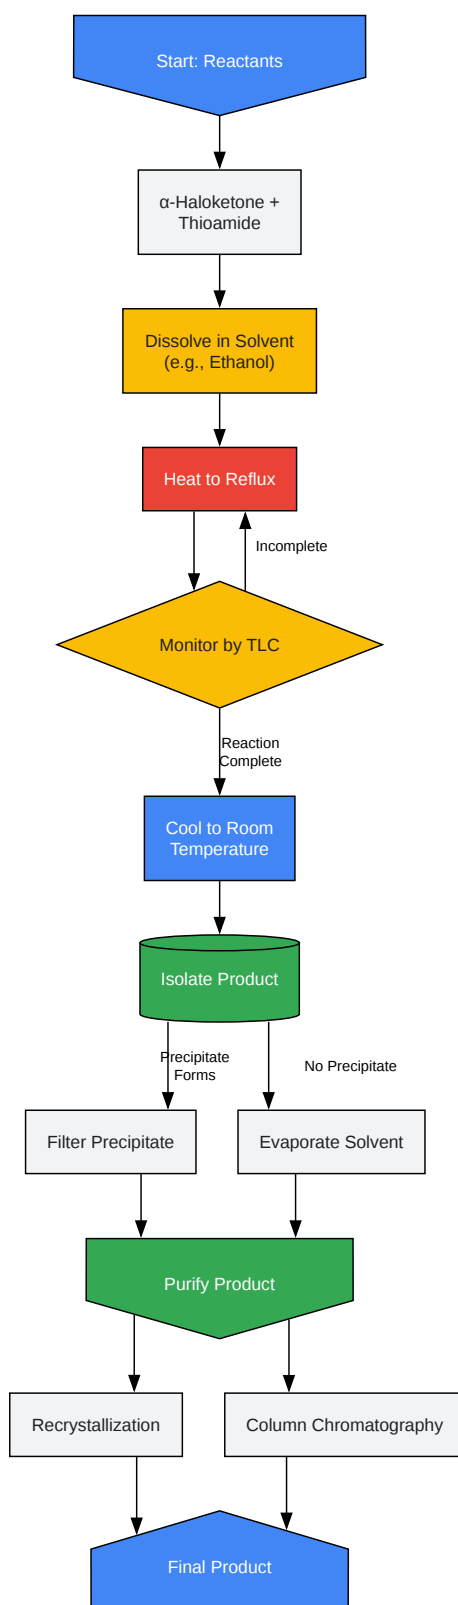 Start: Reactants
α-Haloketone +
Thioamide
Dissolve in Solvent
(e.g., Ethanol)
Heat to Reflux
Incomplete
Monitor by TLC
Reaction
Complete
Cool to Room
Temperature
Isolate Product
Precipitate
Forms
No Precipitate
Filter Precipitate
Evaporate Solvent
Purify Product
Recrystallization
Column Chromatography
Final Product